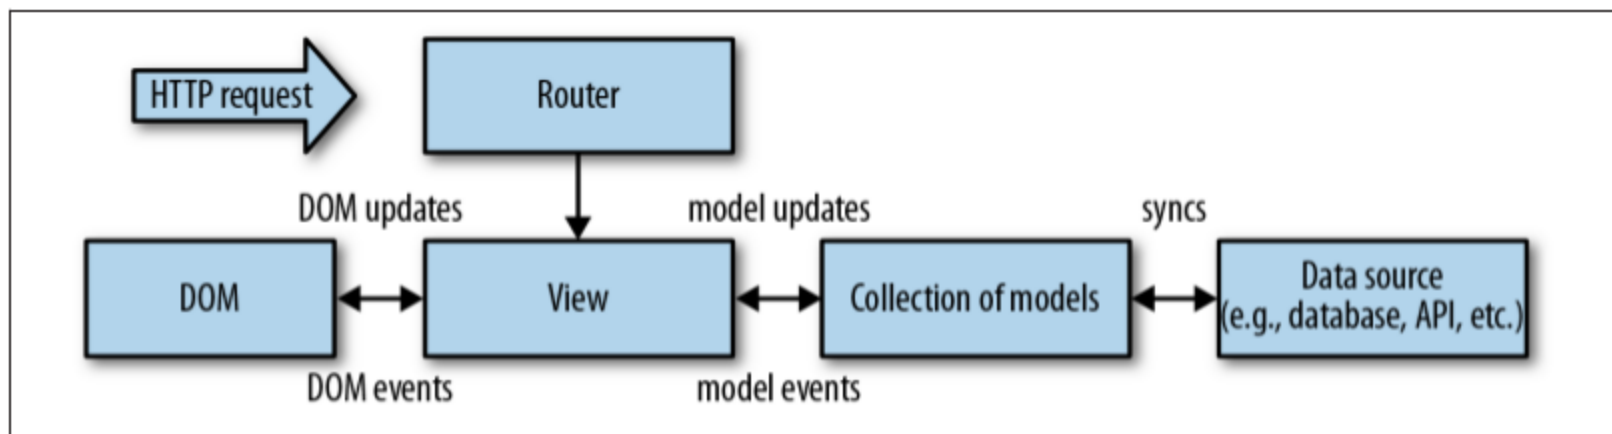 HTTP request
Router
DOM updates
model updates
syncs
DOM
View
Collection of models
Data source
(e.g., database, API, etc.)
DOM events
model events